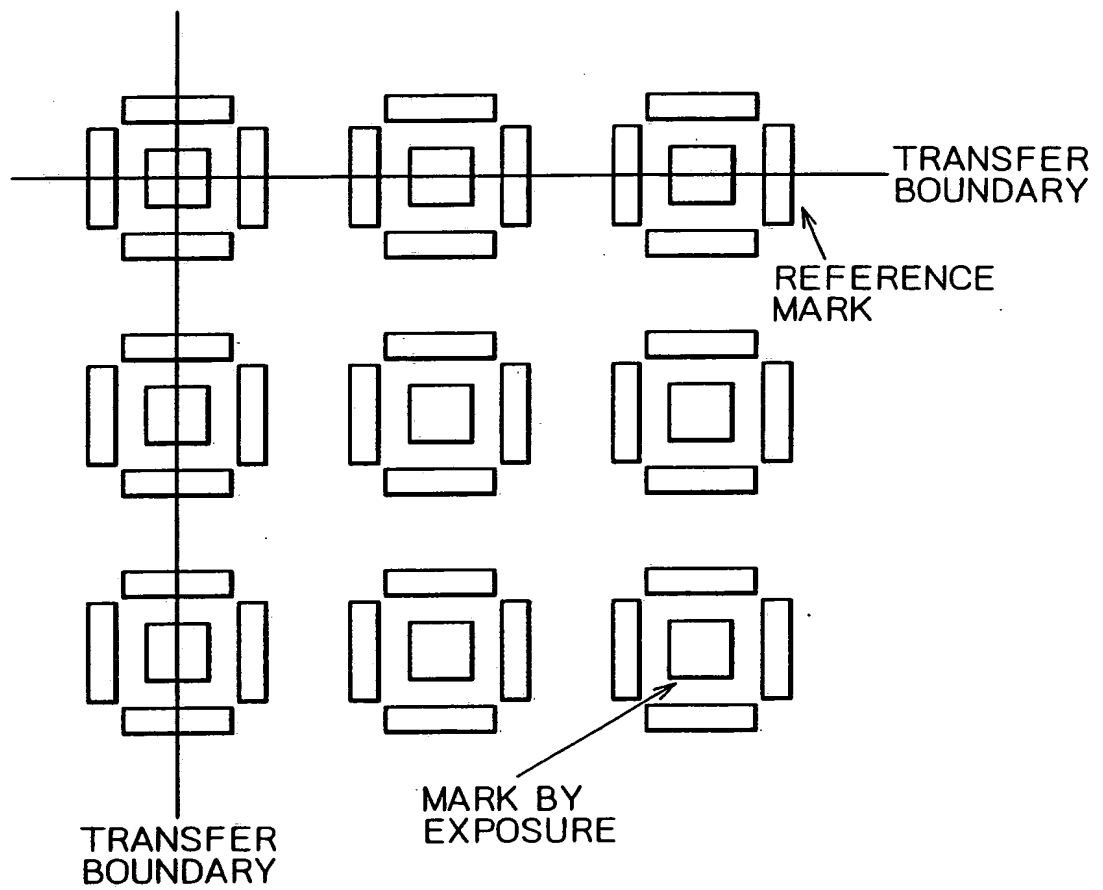 TRANSFER
BOUNDARY
REFERENCE
MARK
MARK BY
EXPOSURE
TRANSFER
BOUNDARY